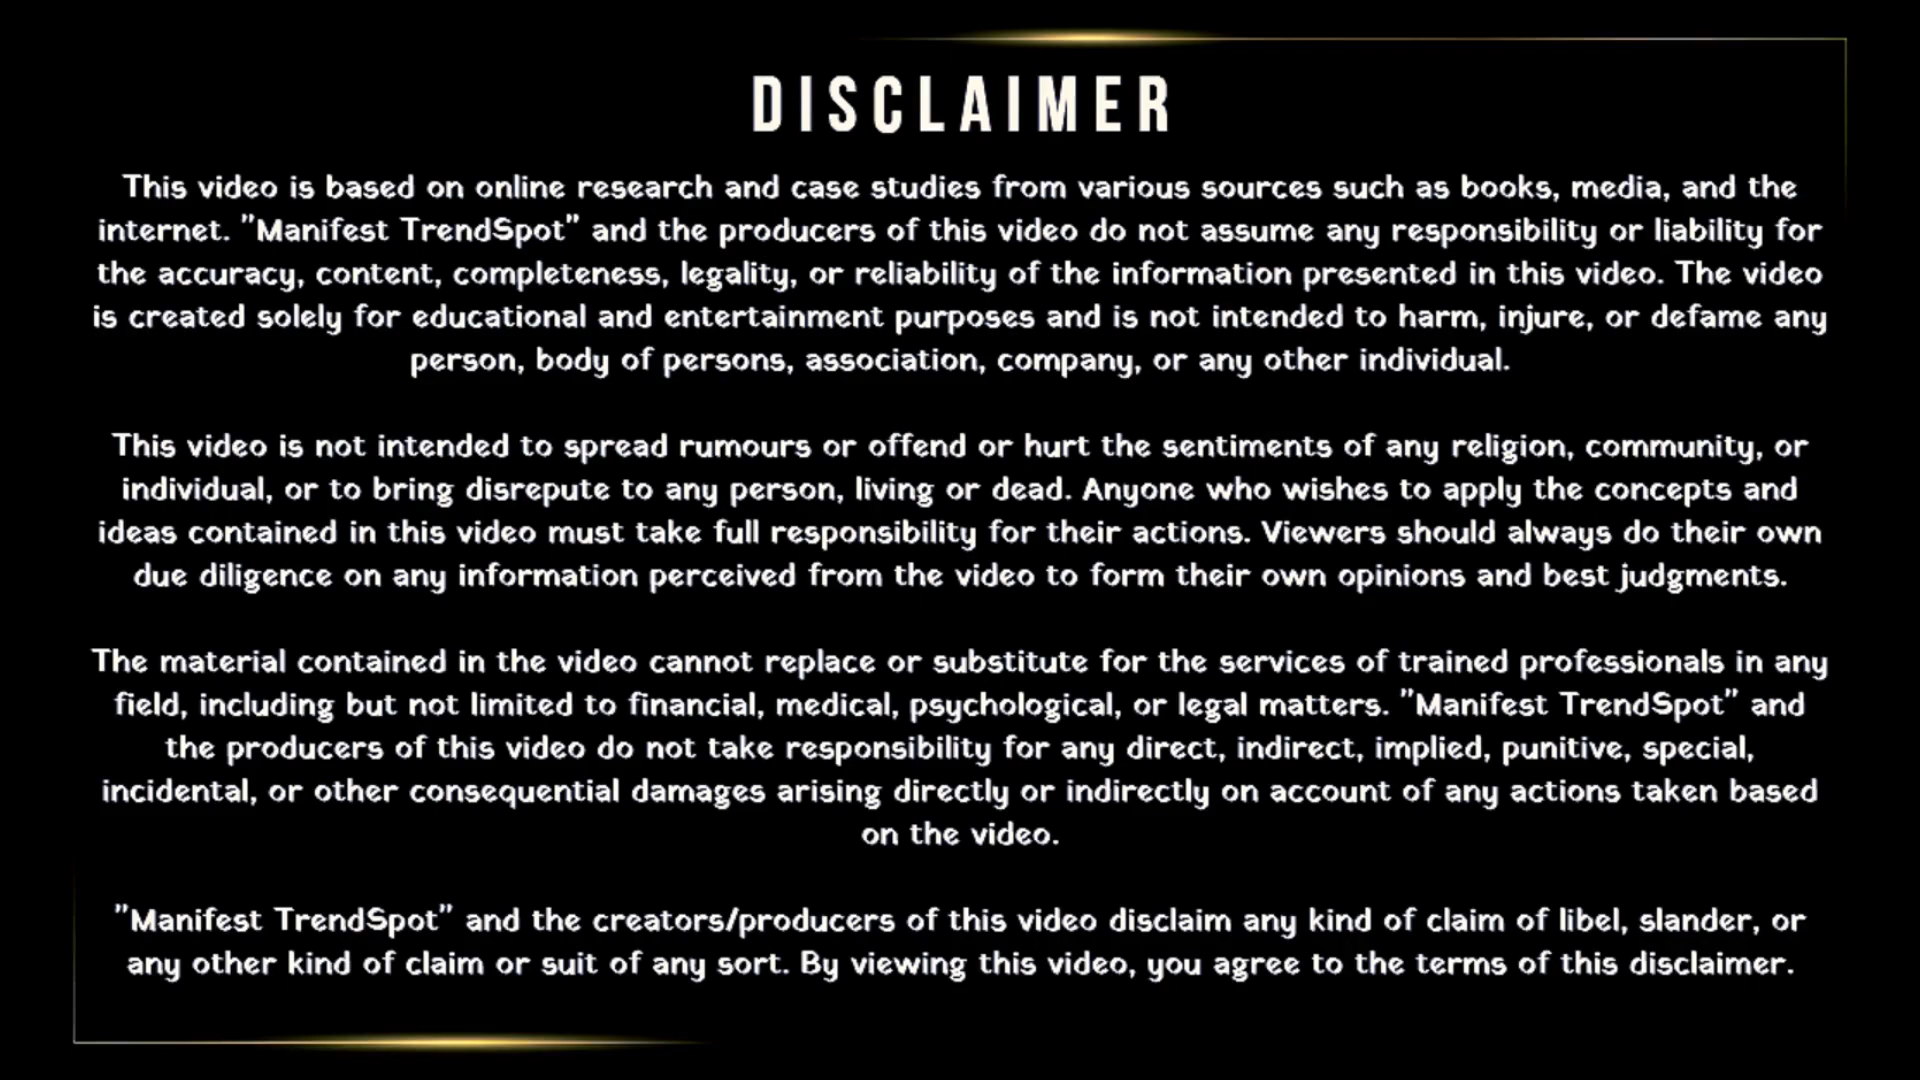 DISCLAIMER
This video is based on online research and case studies from various sources such as books, media, and the
internet. "Manifest TrendSpot" and the producers of this video do not assume any responsibility or liability for
the accuracy, content, completeness, legality, or reliability of the information presented in this video. The video
is created solely for educational and entertainment purposes and is not intended to harm, injure, or defame any
person, body of persons, association, company, or any other individual.
This video is not intended to spread rumours or offend or hurt the sentiments of any religion, community, or
individual, or to bring disrepute to any person, living or dead. Anyone who wishes to apply the concepts and
ideas contained in this video must take full responsibility for their actions. Viewers should always do their own
due diligence on any information perceived from the video to form their own opinions and best judgments.
The material contained in the video cannot replace or substitute for the services of trained professionals in any
field, including but not limited to financial, medical, psychological, or legal matters. "Manifest TrendSpot" and
the producers of this video do not take responsibility for any direct, indirect, implied, punitive, special,
incidental, or other consequential damages arising directly or indirectly on account of any actions taken based
on the video.
"Manifest TrendSpot" and the creators/producers of this video disclaim any kind of claim of libel, slander, or
any other kind of claim or suit of any sort. By viewing this video, you agree to the terms of this disclaimer.